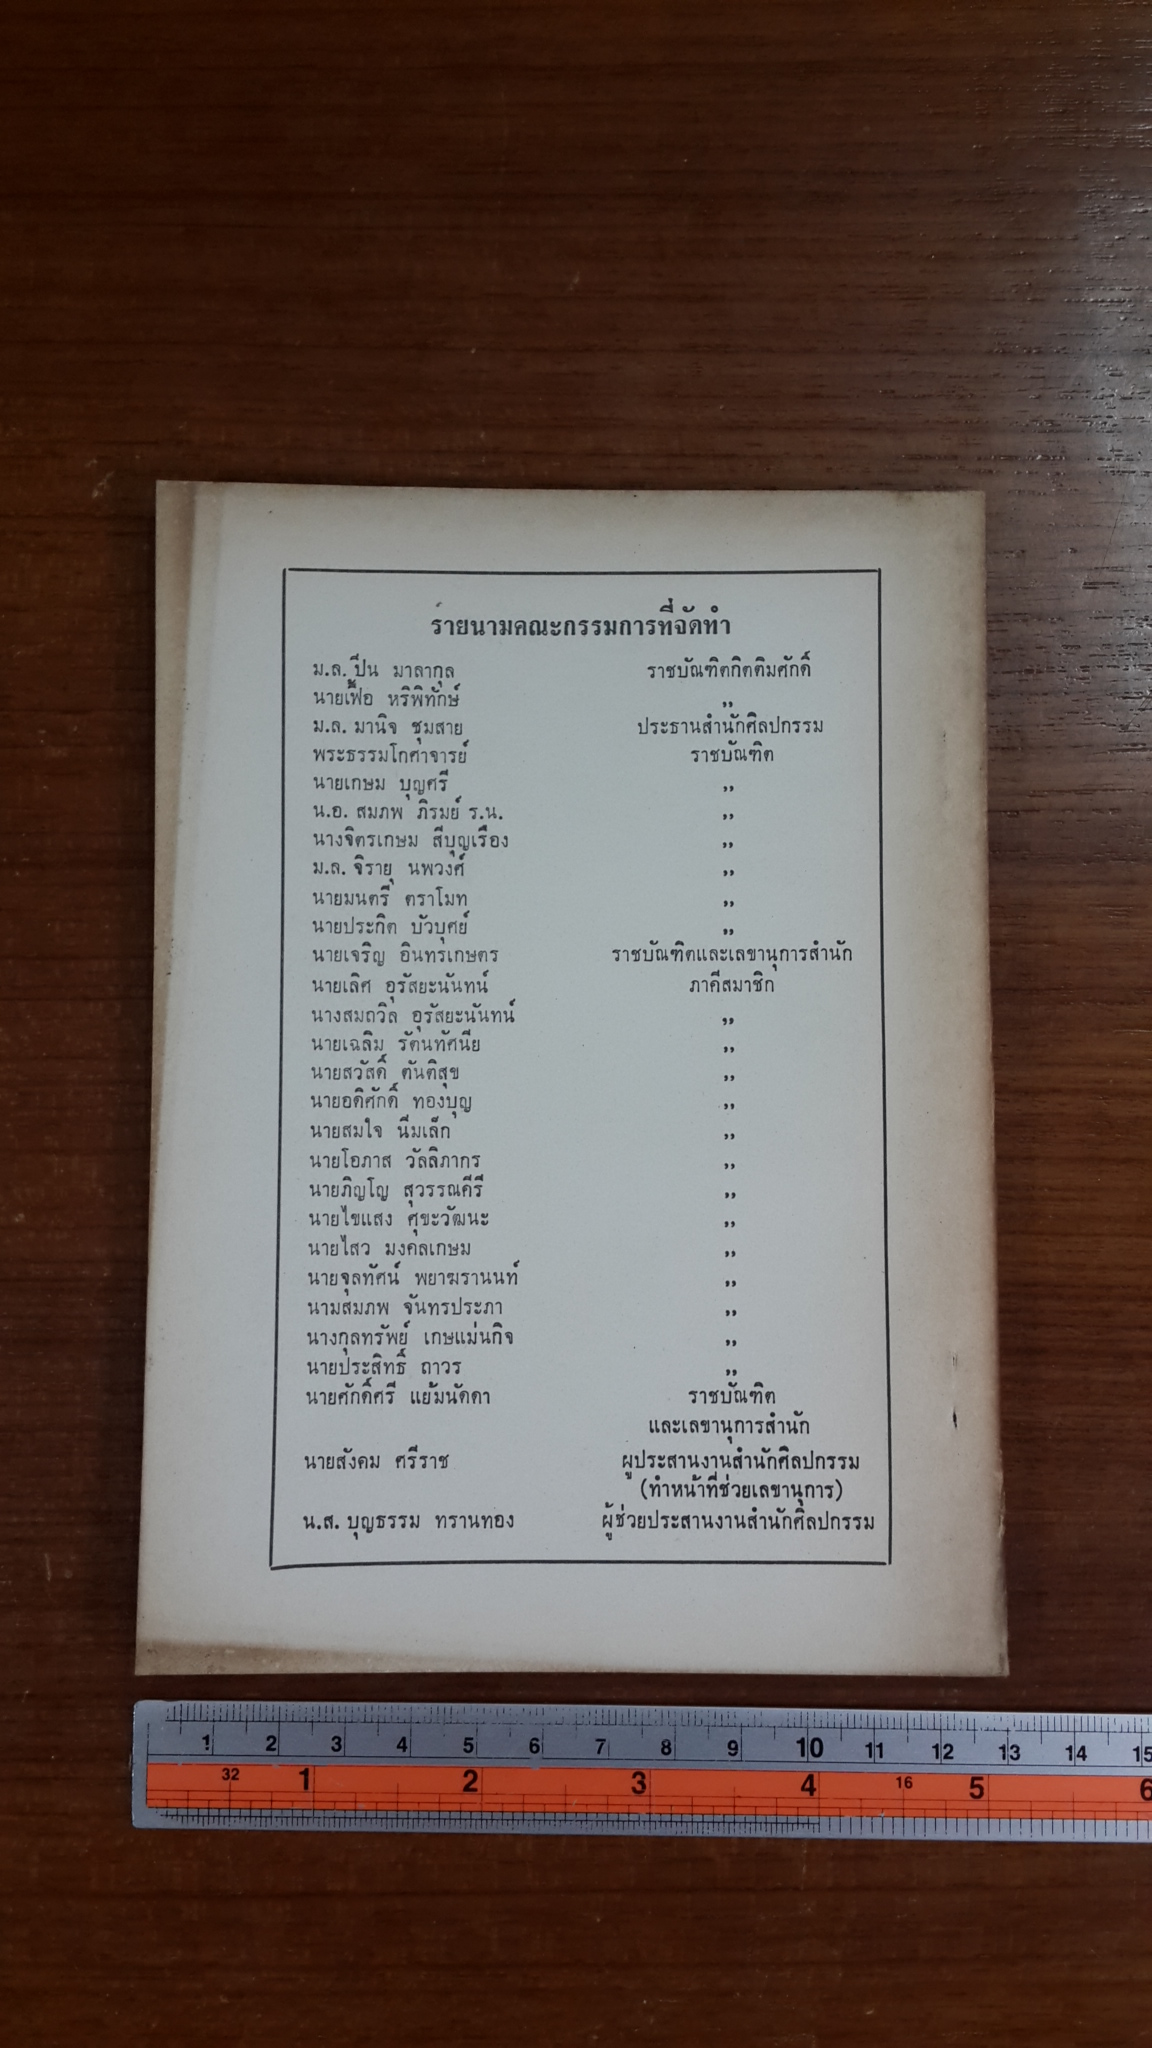 รายนามคณะกรรมการที่จัดทำ
ม.ล. ปิ่น มาลากุล ราชบัณฑิตกิตติมศักดิ์
นายเฟื้อ หริพิทักษ์ ,,
ม.ล. มานิจ ชุมสาย ประธานสำนักศิลปกรรม
พระธรรมโกศาจารย์ ราชบัณฑิต
นายเกษม บุญศรี ,,
น.อ. สมภพ ภิรมย์ ร.น. ,,
นางจิตรเกษม สีบุญเรือง ,,
ม.ล. จิรายุ นพวงศ์ ,,
นายมนตรี ตราโมท ,,
นายประกิต บัวบุศย์ ,,
นายเจริญ อินทรเกษตร ราชบัณฑิตและเลขานุการสำนัก
นายเลิศ อุรัสยะนันทน์ ภาคีสมาชิก
นางสมถวิล อุรัสยะนันทน์ ,,
นายเฉลิม รัตนทัศนีย ,,
นายสวัสดิ์ ตันติสุข ,,
นายอดิศักดิ์ ทองบุญ ,,
นายสมใจ นิ่มเล็ก ,,
นายโอภาส วัลลิภากร ,,
นายภิญโญ สุวรรณคีรี ,,
นายไขแสง ศุขะวัฒนะ ,,
นายไสว มงคลเกษม ,,
นายจุลทัศน์ พยาฆรานนท์ ,,
นามสมภพ จันทรประภา ,,
นางกุลทรัพย์ เกษแม่นกิจ ,,
นายประสิทธิ์ ถาวร ,,
นายศักดิ์ศรี แย้มนัดดา ราชบัณฑิต
และเลขานุการสำนัก
นายสังคม ศรีราช ผู้ประสานงานสำนักศิลปกรรม
(ทำหน้าที่ช่วยเลขานุการ)
น.ส. บุญธรรม ทรานทอง ผู้ช่วยประสานงานสำนักศิลปกรรม
1 2 3 4 5 6 7 8 9 10 11 12 13 14 15
32 1 2 3 4 16 5 6